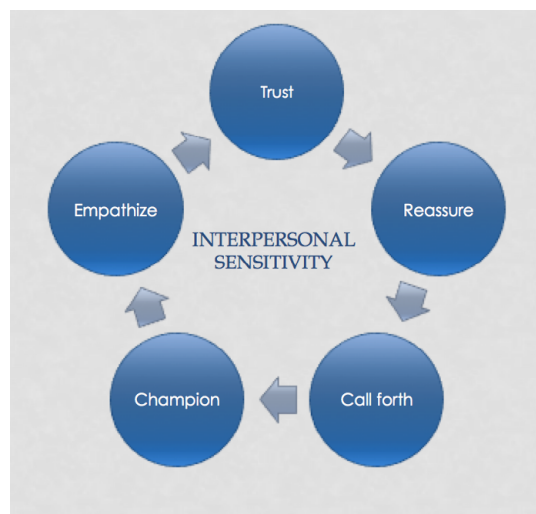 Trust
Reassure
Call forth
Champion
Empathize
INTERPERSONAL
SENSITIVITY